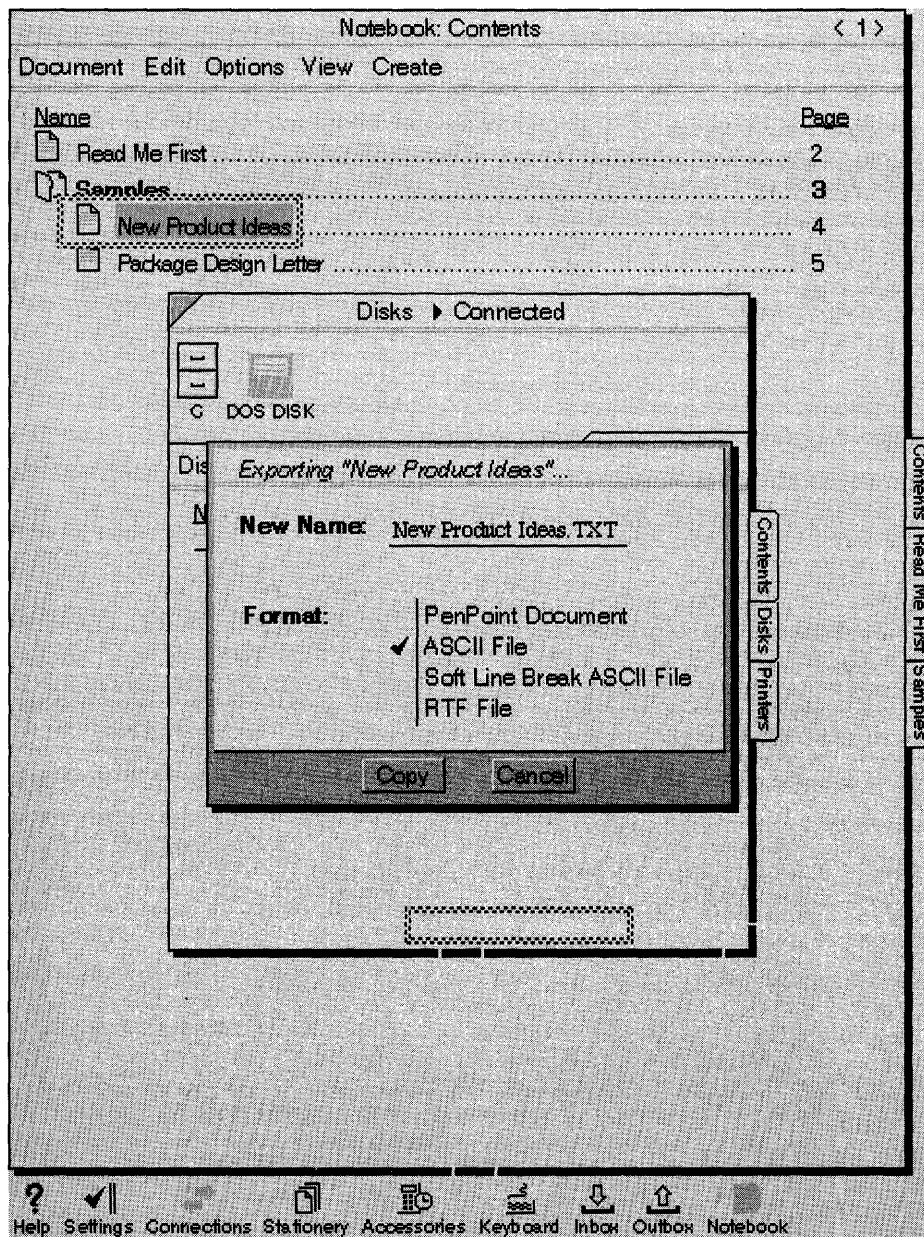 Notebook: Contents < 1 >
Document Edit Options View Create
Name Page
Read Me First 2
Samples 3
New Product Ideas 4
Package Design Letter 5
Disks ▶ Connected
C DOS DISK
Dis
Exporting "New Product Ideas"...
N
New Name: New Product Ideas.TXT
Format: PenPoint Document
✔ ASCII File
Soft Line Break ASCII File
RTF File
Copy Cancel
Contents Disks Printers
Contents Read Me First Samples
Help Settings Connections Stationery Accessories Keyboard Inbox Outbox Notebook